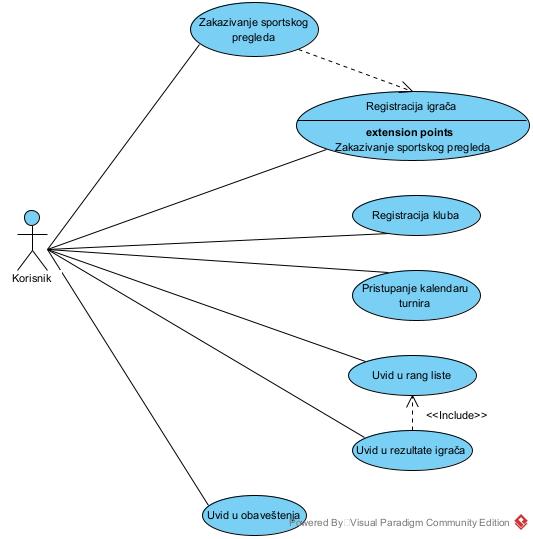 Zakazivanje sportskog
pregleda
Registracija igrača
extension points
Zakazivanje sportskog pregleda
Registracija kluba
Korisnik
Pristupanje kalendaru
turnira
Uvid u rang liste
<<Include>>
Uvid u rezultate igrača
Uvid u obaveštenja
Powered By Visual Paradigm Community Edition